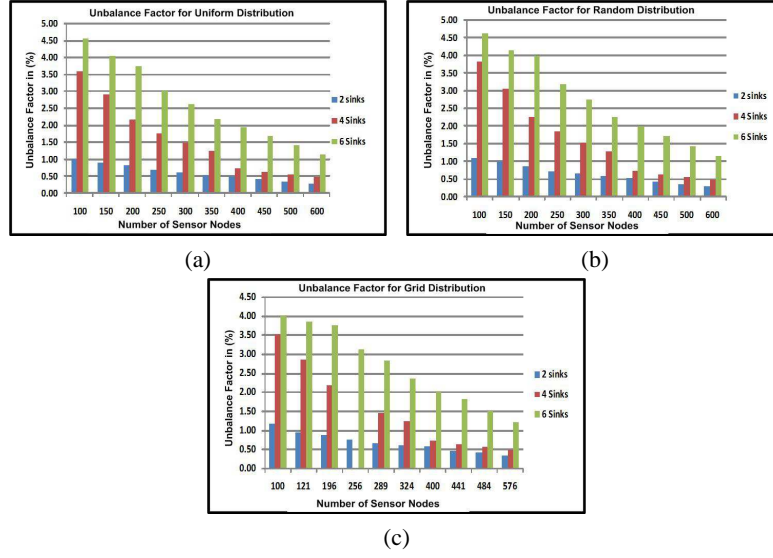 Unbalance Factor for Uniform Distribution
Unbalance Factor in (%)
5.00
4.50
4.00
3.50
3.00
2.50
2.00
1.50
1.00
0.50
0.00
100 150 200 250 300 350 400 450 500 600
Number of Sensor Nodes
2 sinks
4 Sinks
6 Sinks
(a)
Unbalance Factor for Random Distribution
Unbalance Factor in (%)
5.00
4.50
4.00
3.50
3.00
2.50
2.00
1.50
1.00
0.50
0.00
100 150 200 250 300 350 400 450 500 600
Number of Sensor Nodes
2 sinks
4 Sinks
6 Sinks
(b)
Unbalance Factor for Grid Distribution
Unbalance Factor in (%)
4.50
4.00
3.50
3.00
2.50
2.00
1.50
1.00
0.50
0.00
100 121 196 256 289 324 400 441 484 576
Number of Sensor Nodes
2 sinks
4 Sinks
6 Sinks
(c)